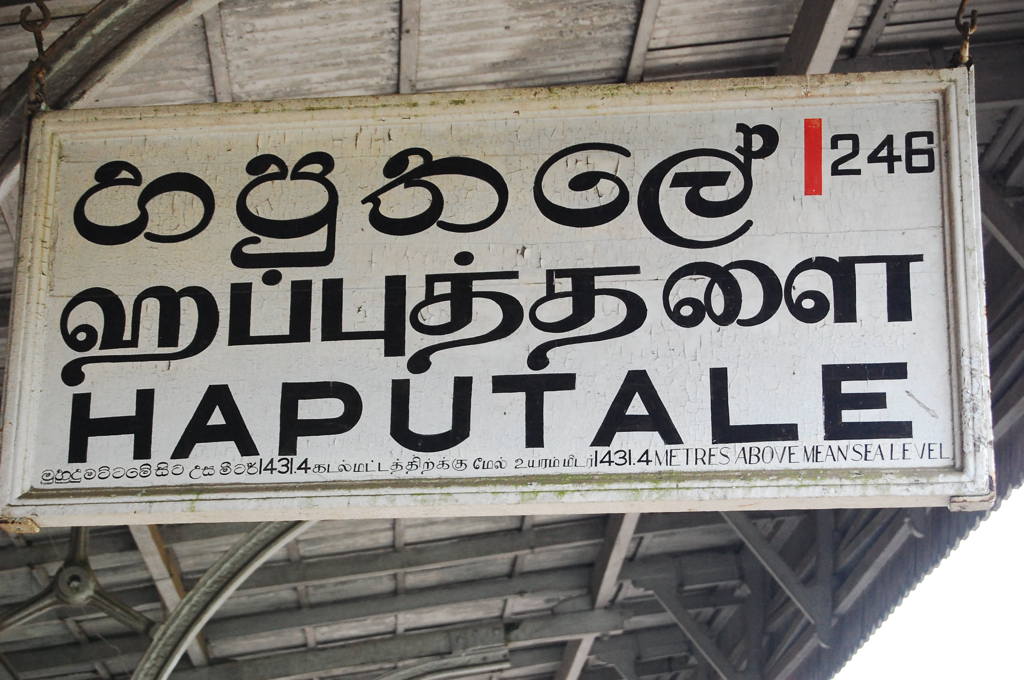 හපුතලේ 246
ஹப்புத்தளை
HAPUTALE
මුහුදු මට්ටමේ සිට උස මීටර් 1431.4 கடல்மட்டத்திற்க்கு மேல் உயரம் மீடர் 1431.4 METRES ABOVE MEAN SEA LEVEL